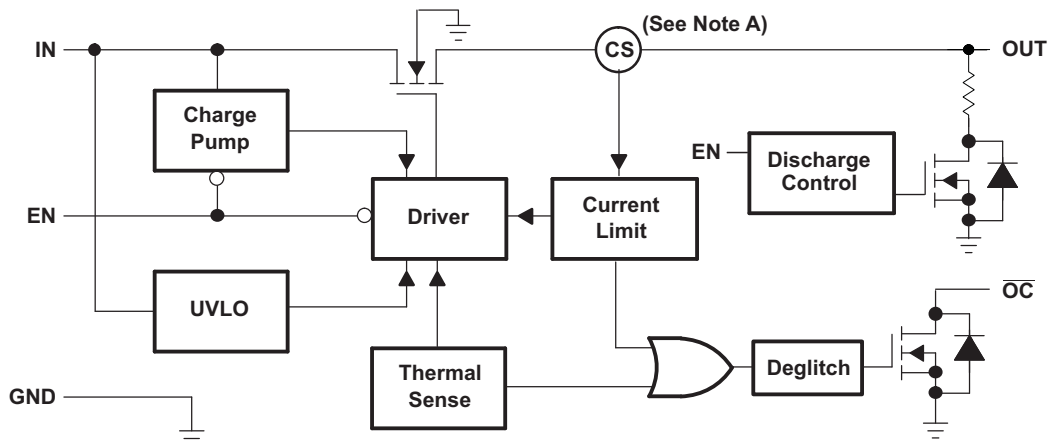 (See Note A)
IN
CS
OUT
Charge
Pump
EN
Discharge
Control
EN
Driver
Current
Limit
UVLO
OC
Thermal
Sense
Deglitch
GND